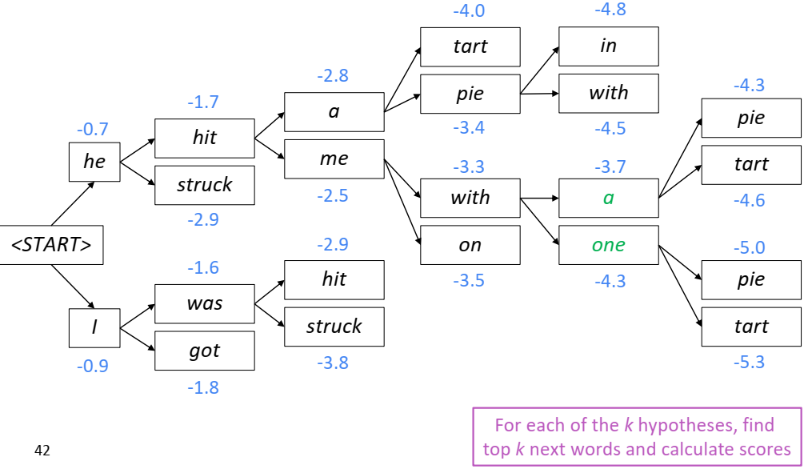 -4.0
-4.8
tart
in
-2.8
-4.3
-1.7
a
pie
with
pie
-0.7
hit
-3.4
-4.5
he
me
-3.3
-3.7
tart
struck
-2.5
with
a
-4.6
-2.9
<START>
-2.9
on
one
-5.0
-1.6
hit
-3.5
-4.3
pie
was
I
struck
tart
got
-0.9
-3.8
-5.3
-1.8
For each of the k hypotheses, find
top k next words and calculate scores
42